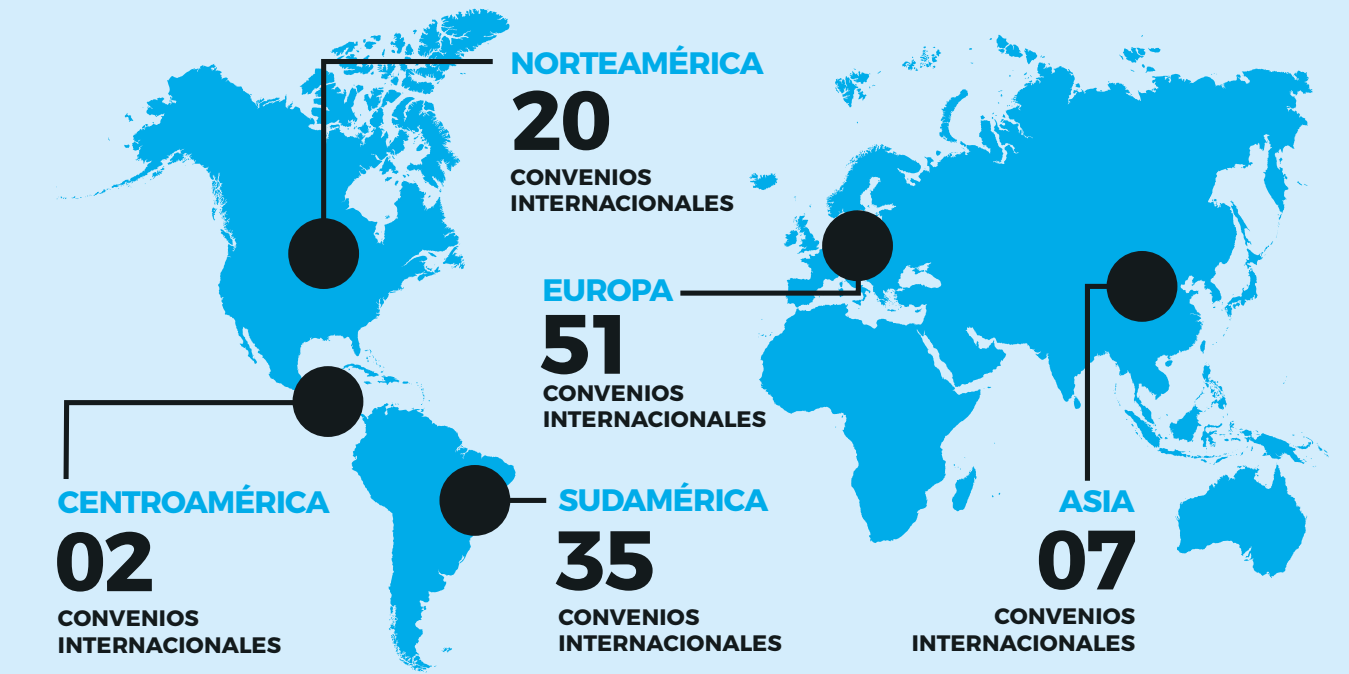 NORTEAMÉRICA
20
CONVENIOS
INTERNACIONALES
EUROPA
51
CONVENIOS
INTERNACIONALES
CENTROAMÉRICA
02
CONVENIOS
INTERNACIONALES
SUDAMÉRICA
35
CONVENIOS
INTERNACIONALES
ASIA
07
CONVENIOS
INTERNACIONALES